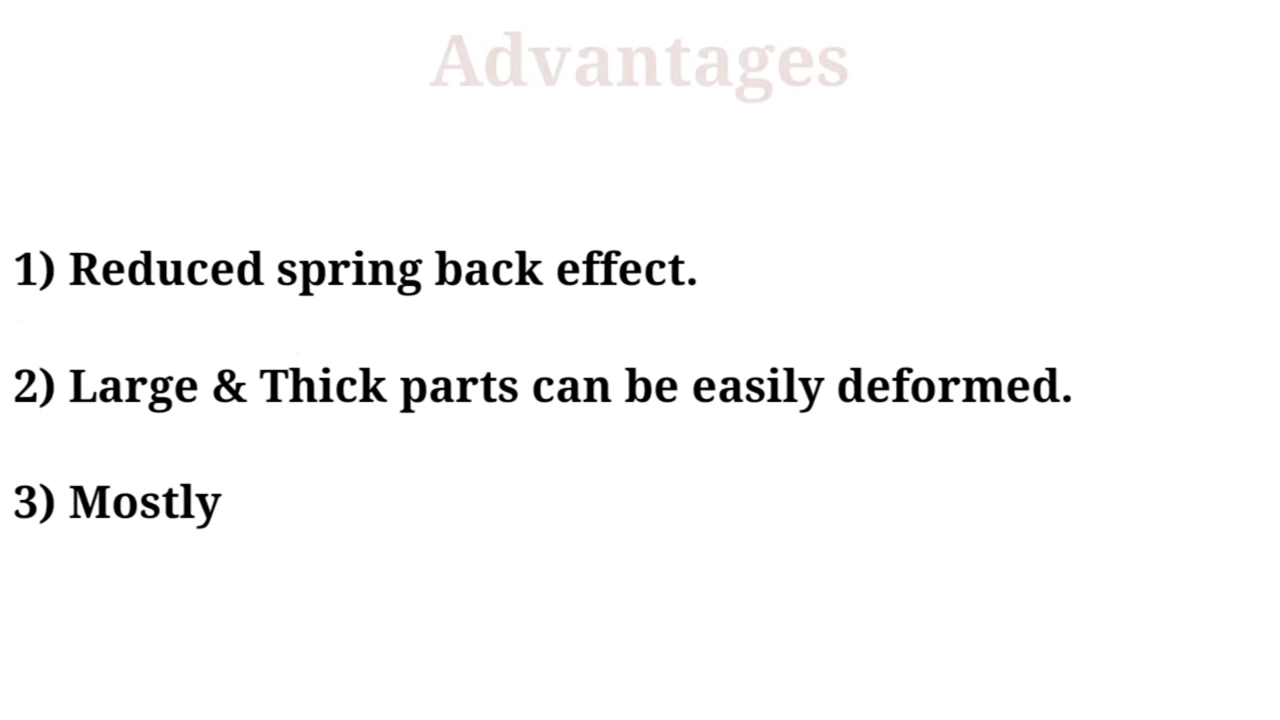 Advantages
1) Reduced spring back effect.
2) Large & Thick parts can be easily deformed.
3) Mostly